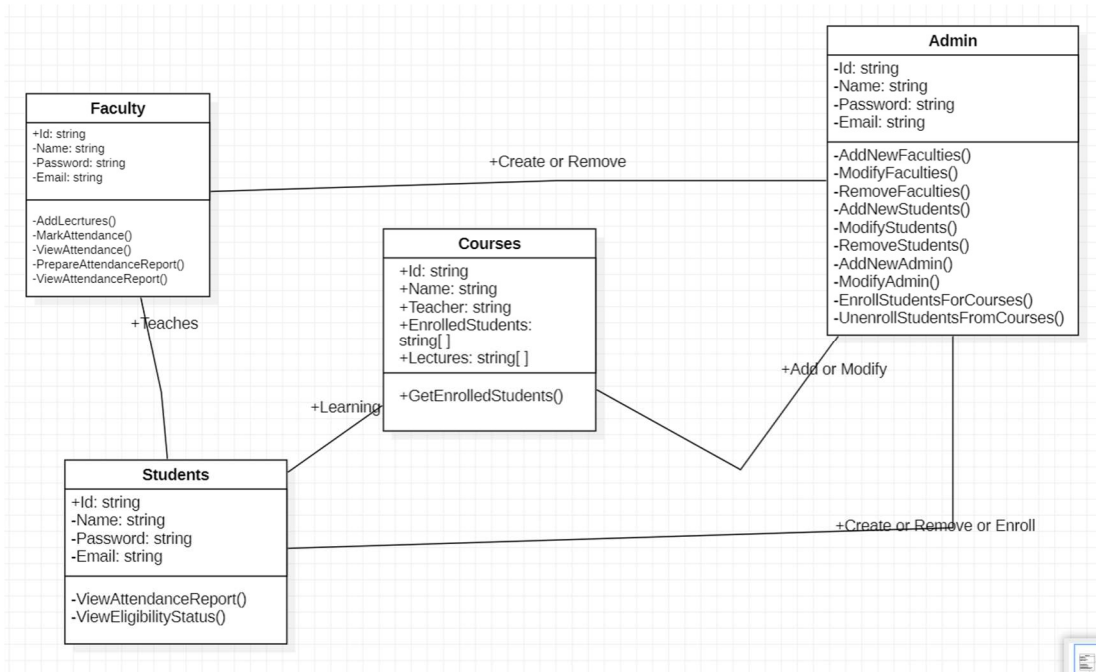 Admin
-Id: string
-Name: string
-Password: string
-Email: string
-AddNewFaculties()
-ModifyFaculties()
-RemoveFaculties()
-AddNewStudents()
-ModifyStudents()
-RemoveStudents()
-AddNewAdmin()
-ModifyAdmin()
-EnrollStudentsForCourses()
-UnenrollStudentsFromCourses()
Faculty
+Id: string
-Name: string
-Password: string
-Email: string
-AddLecrtures()
-MarkAttendance()
-ViewAttendance()
-PrepareAttendanceReport()
-ViewAttendanceReport()
+Create or Remove
Courses
+Id: string
+Name: string
+Teacher: string
+EnrolledStudents:
string[ ]
+Lectures: string[ ]
+GetEnrolledStudents()
+Teaches
+Add or Modify
+Learning
Students
+Id: string
-Name: string
-Password: string
-Email: string
-ViewAttendanceReport()
-ViewEligibilityStatus()
+Create or Remove or Enroll